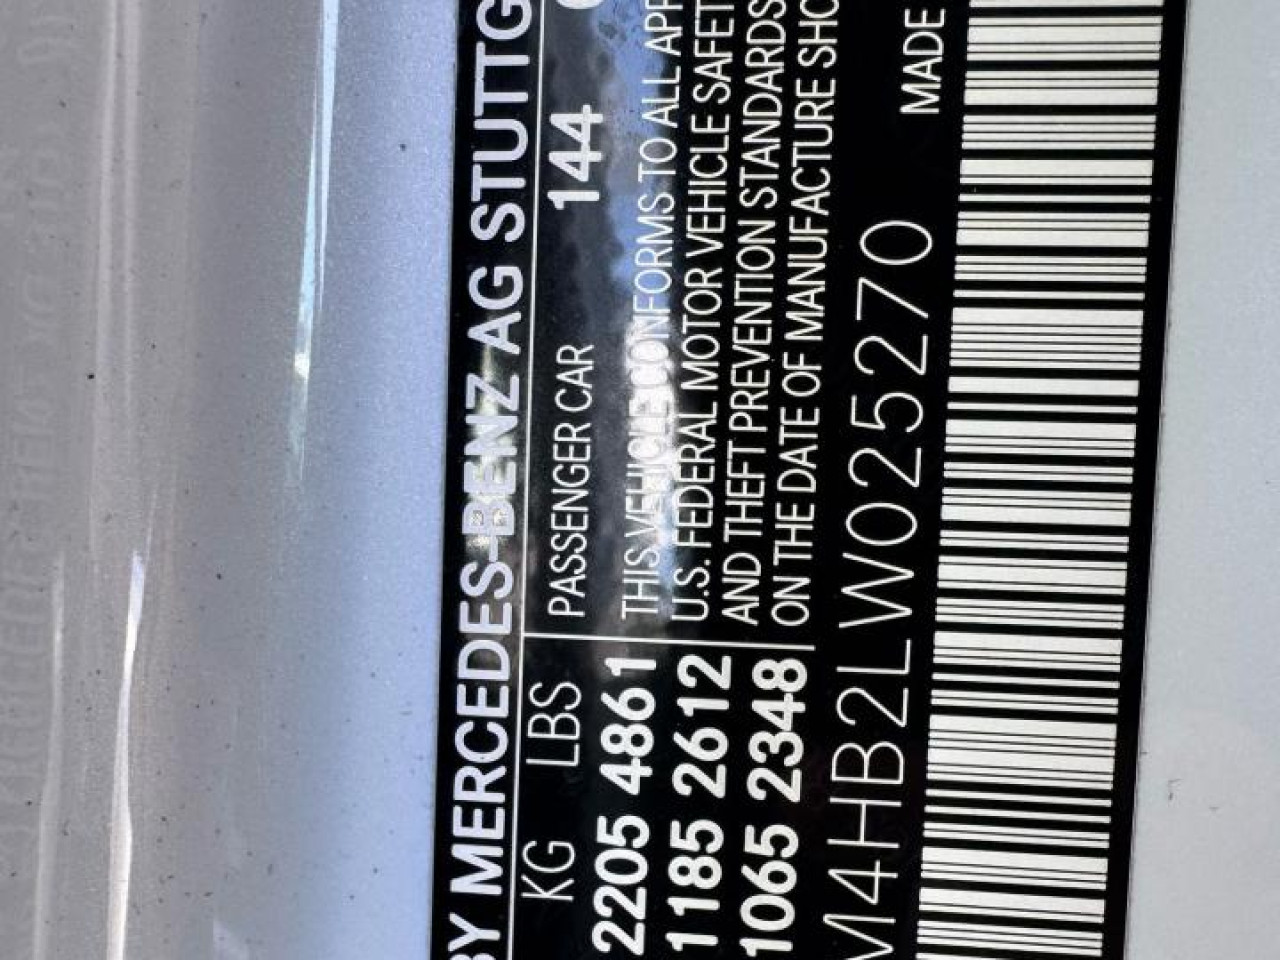 BY MERCEDES-BENZ AG STUTTG
KG LBS PASSENGER CAR 144
2205 4861 THIS VEHICLE CONFORMS TO ALL APP
1185 2612 U.S. FEDERAL MOTOR VEHICLE SAFET
AND THEFT PREVENTION STANDARDS
1065 2348 ON THE DATE OF MANUFACTURE SHO
M4HB2LW025270 MADE